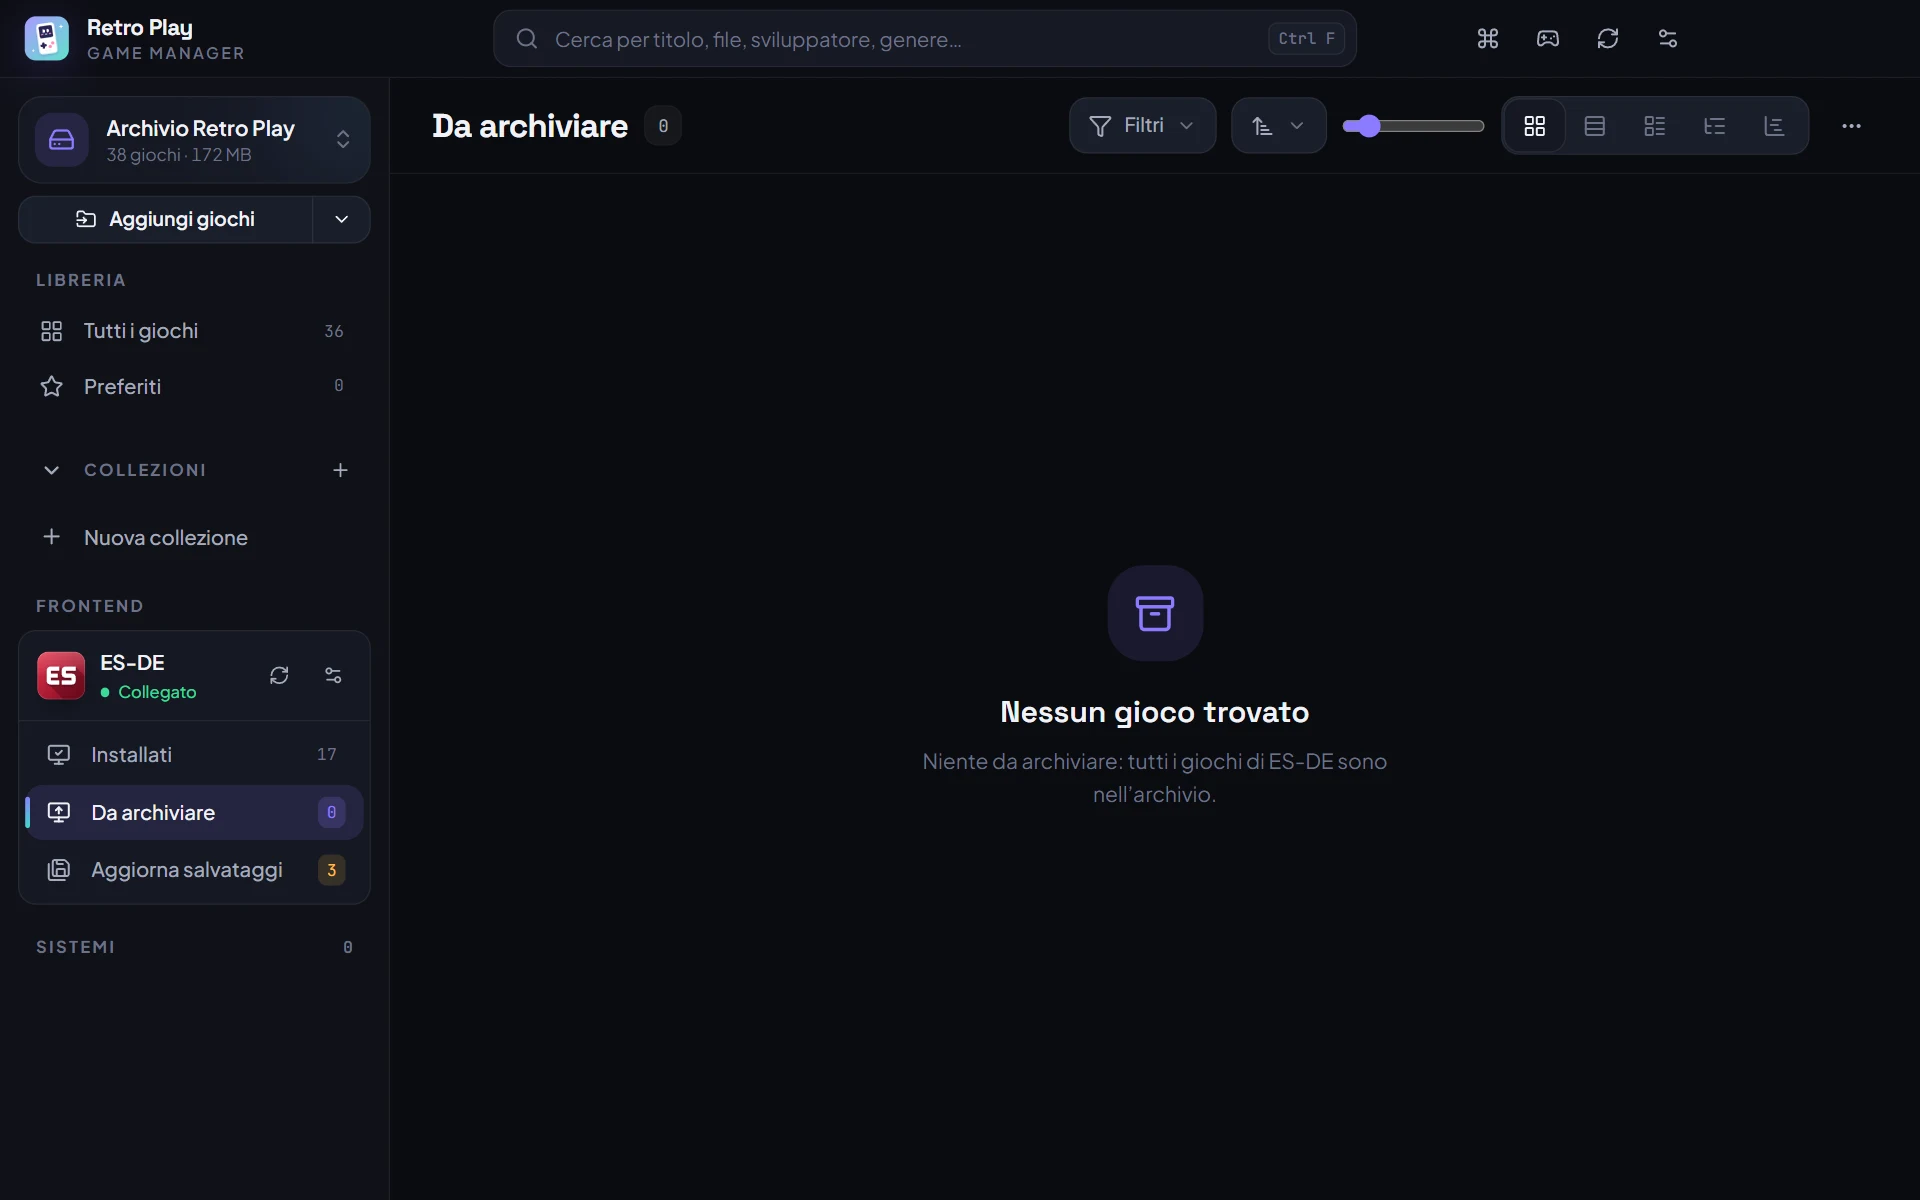 Retro Play
GAME MANAGER
Cerca per titolo, file, sviluppatore, genere…
Ctrl F
Archivio Retro Play
38 giochi · 172 MB
Aggiungi giochi
LIBRERIA
Tutti i giochi 36
Preferiti 0
COLLEZIONI
Nuova collezione
FRONTEND
ES
ES-DE
Collegato
Installati 17
Da archiviare 0
Aggiorna salvataggi 3
SISTEMI 0
Da archiviare 0
Filtri
Nessun gioco trovato
Niente da archiviare: tutti i giochi di ES-DE sono
nell’archivio.